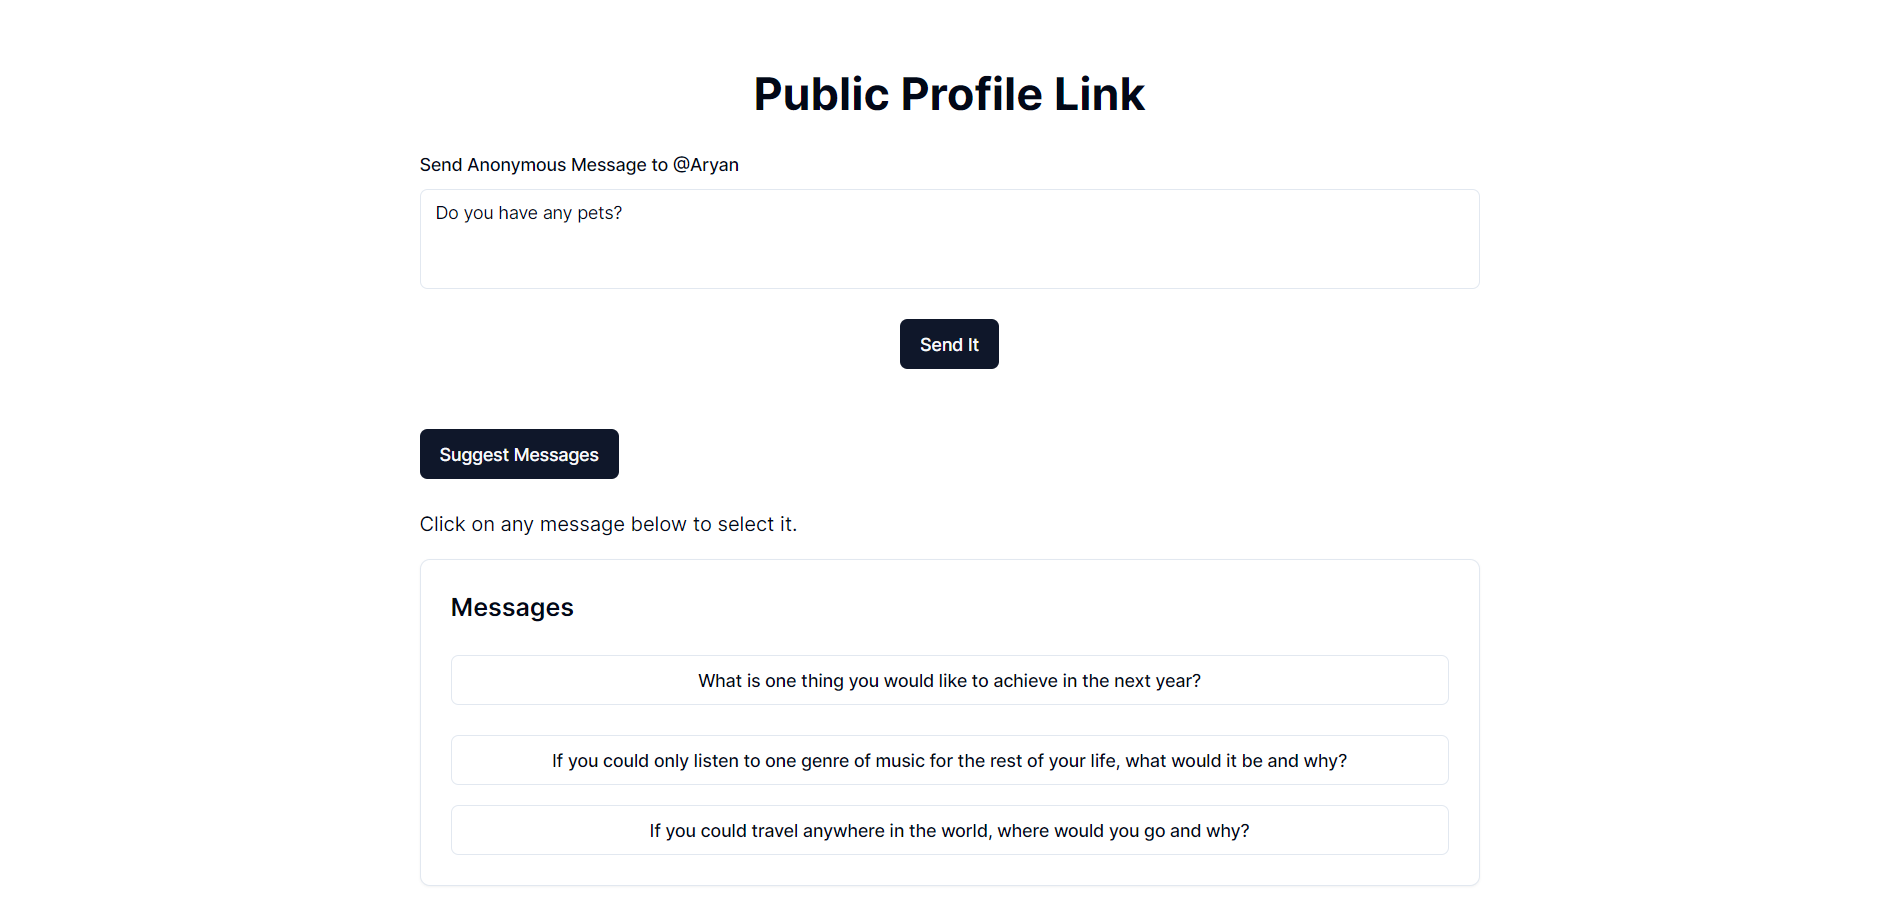 Public Profile Link
Send Anonymous Message to @Aryan
Do you have any pets?
Send It
Suggest Messages
Click on any message below to select it.
Messages
What is one thing you would like to achieve in the next year?
If you could only listen to one genre of music for the rest of your life, what would it be and why?
If you could travel anywhere in the world, where would you go and why?